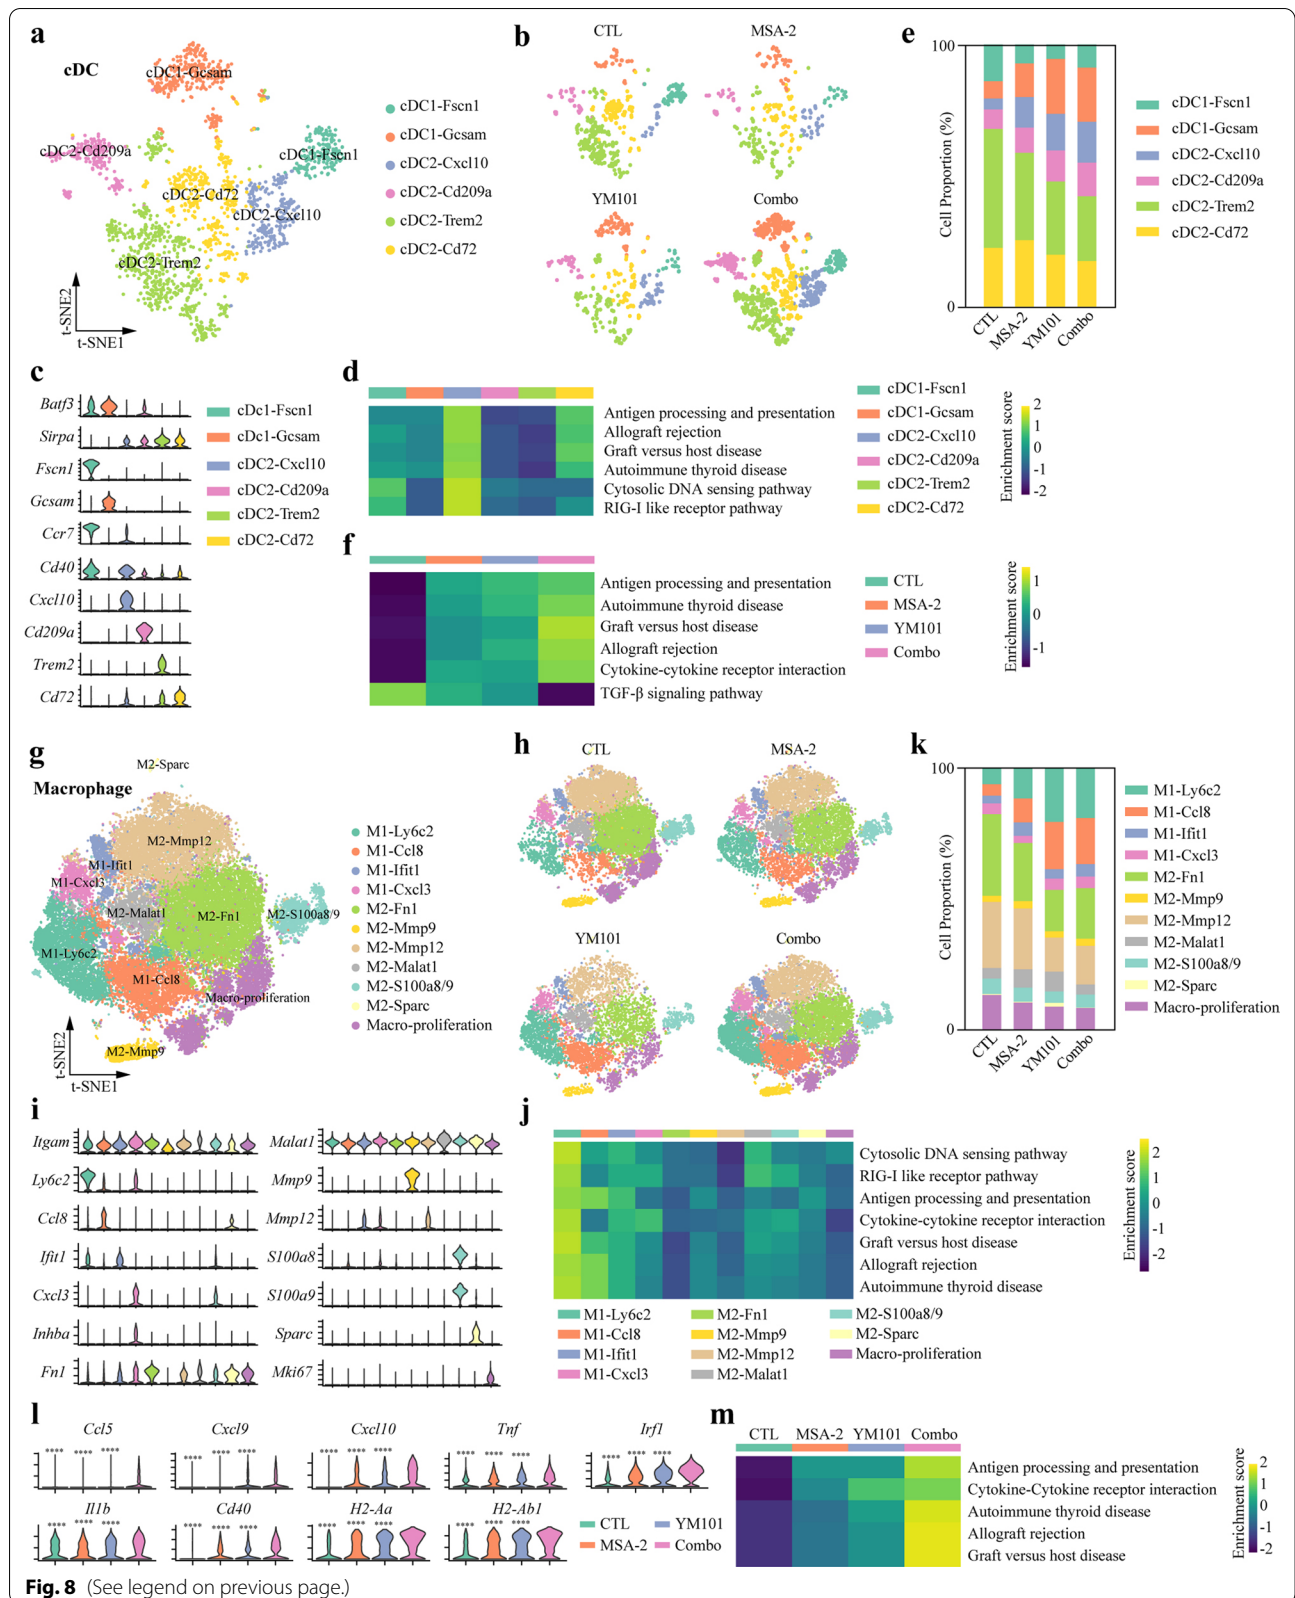 a
cDC
cDC1-Gcsam
cDC2-Cd209a
cDC1-Fscn1
cDC2-Cd72
cDC2-Cxcl10
cDC2-Trem2
t-SNE2
t-SNE1
cDC1-Fscn1
cDC1-Gcsam
cDC2-Cxcl10
cDC2-Cd209a
cDC2-Trem2
cDC2-Cd72
b
CTL
MSA-2
YM101
Combo
e
100
Cell Proportion (%)
0
CTL
MSA-2
YM101
Combo
cDC1-Fscn1
cDC1-Gcsam
cDC2-Cxcl10
cDC2-Cd209a
cDC2-Trem2
cDC2-Cd72
c
Batf3
Sirpa
Fscn1
Gcsam
Ccr7
Cd40
Cxcl10
Cd209a
Trem2
Cd72
cDc1-Fscn1
cDc1-Gcsam
cDC2-Cxcl10
cDC2-Cd209a
cDC2-Trem2
cDC2-Cd72
d
Antigen processing and presentation
Allograft rejection
Graft versus host disease
Autoimmune thyroid disease
Cytosolic DNA sensing pathway
RIG-I like receptor pathway
cDC1-Fscn1
cDC1-Gcsam
cDC2-Cxcl10
cDC2-Cd209a
cDC2-Trem2
cDC2-Cd72
Enrichment score
2
1
0
-1
-2
f
Antigen processing and presentation
Autoimmune thyroid disease
Graft versus host disease
Allograft rejection
Cytokine-cytokine receptor interaction
TGF-β signaling pathway
CTL
MSA-2
YM101
Combo
Enrichment score
1
0
-1
g
Macrophage
M2-Sparc
M2-Mmp12
M1-Ifit1
M1-Cxcl3
M2-Malat1
M2-Fn1
M2-S100a8/9
M1-Ly6c2
M1-Ccl8
Macro-proliferation
M2-Mmp9
t-SNE2
t-SNE1
M1-Ly6c2
M1-Ccl8
M1-Ifit1
M1-Cxcl3
M2-Fn1
M2-Mmp9
M2-Mmp12
M2-Malat1
M2-S100a8/9
M2-Sparc
Macro-proliferation
h
CTL
MSA-2
YM101
Combo
k
100
Cell Proportion (%)
0
CTL
MSA-2
YM101
Combo
M1-Ly6c2
M1-Ccl8
M1-Ifit1
M1-Cxcl3
M2-Fn1
M2-Mmp9
M2-Mmp12
M2-Malat1
M2-S100a8/9
M2-Sparc
Macro-proliferation
i
Itgam
Ly6c2
Ccl8
Ifit1
Cxcl3
Inhba
Fn1
Malat1
Mmp9
Mmp12
S100a8
S100a9
Sparc
Mki67
j
Cytosolic DNA sensing pathway
RIG-I like receptor pathway
Antigen processing and presentation
Cytokine-cytokine receptor interaction
Graft versus host disease
Allograft rejection
Autoimmune thyroid disease
Enrichment score
2
1
0
-1
-2
M1-Ly6c2
M1-Ccl8
M1-Ifit1
M1-Cxcl3
M2-Fn1
M2-Mmp9
M2-Mmp12
M2-Malat1
M2-S100a8/9
M2-Sparc
Macro-proliferation
l
Ccl5
**** **** ****
Cxcl9
**** **** ****
Cxcl10
**** **** ****
Tnf
**** **** ****
Irf1
**** **** ****
Il1b
**** **** ****
Cd40
**** **** ****
H2-Aa
**** **** ****
H2-Ab1
**** **** ****
CTL
MSA-2
YM101
Combo
m
CTL MSA-2 YM101 Combo
Antigen processing and presentation
Cytokine-Cytokine receptor interaction
Autoimmune thyroid disease
Allograft rejection
Graft versus host disease
Enrichment score
2
1
0
-1
-2
Fig. 8 (See legend on previous page.)